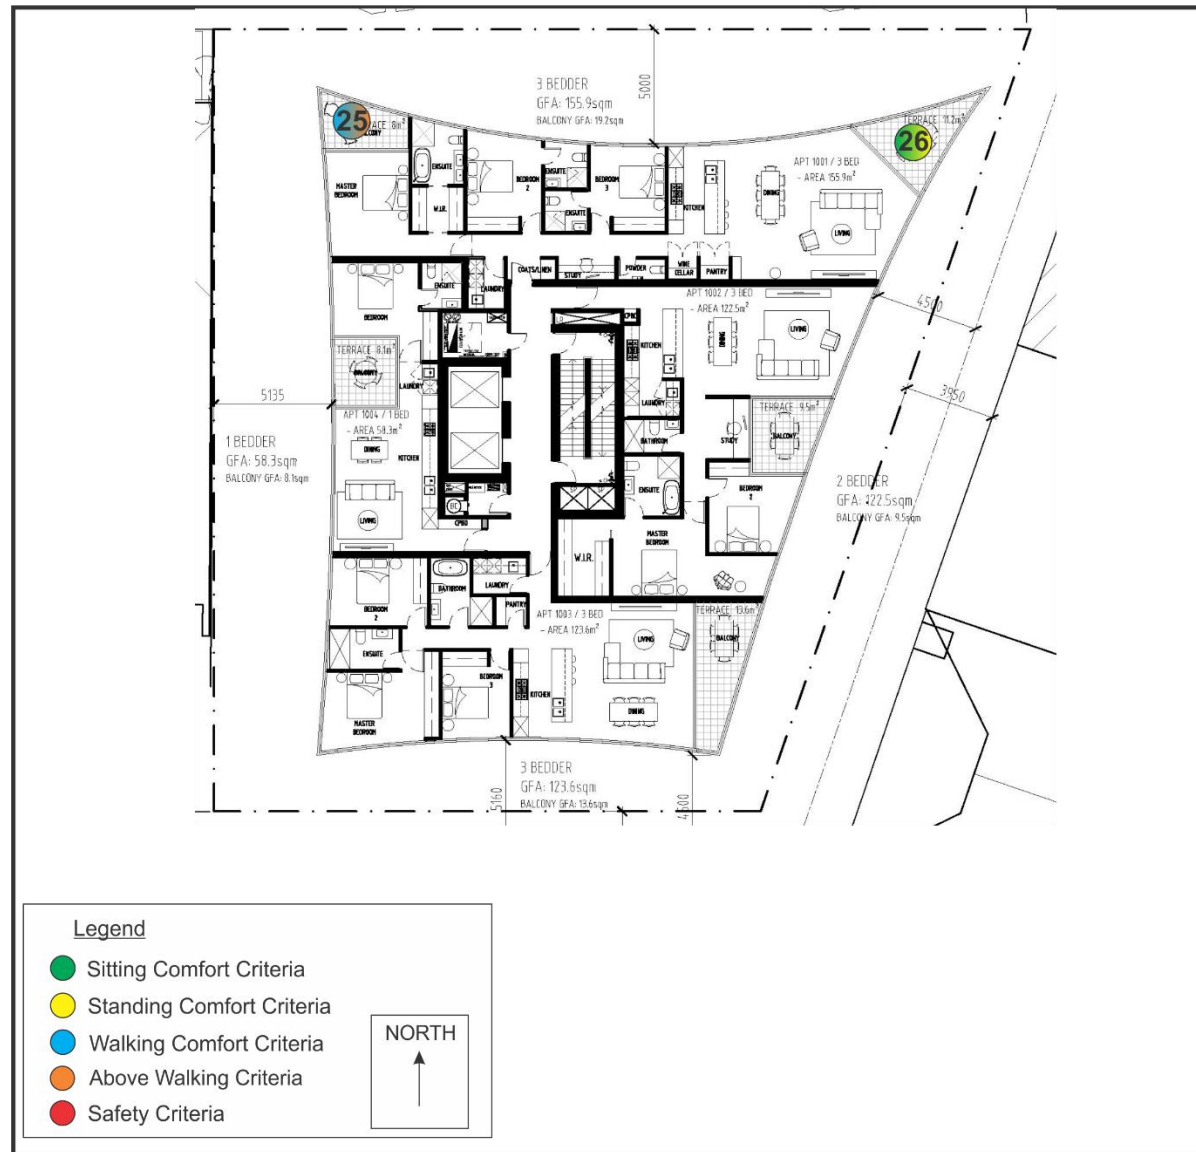 3 BEDDER
GFA: 155.9sqm
BALCONY GFA: 19.2sqm
5000
25
TERRACE 8m²
BALCONY
26
TERRACE 11.2m²
MASTER
BEDROOM
ENSUITE
W.I.R.
BEDROOM
2
ENSUITE
ENSUITE
BEDROOM
3
KITCHEN
DINING
APT 1001 / 3 BED
- AREA 155.9m²
LIVING
LAUNDRY
COATS/LINEN
STUDY
POWDER
WINE
CELLAR
PANTRY
BEDROOM
ENSUITE
APT 1002 / 3 BED
- AREA 122.5m²
4500
CPBD
KITCHEN
DINING
LIVING
TERRACE 8.1m²
BALCONY
LAUNDRY
LAUNDRY
3950
5135
APT 1004 / 1 BED
- AREA 58.3m²
DINING
KITCHEN
TERRACE 9.5m²
BALCONY
STUDY
BATHROOM
1 BEDDER
GFA: 58.3sqm
BALCONY GFA: 8.1sqm
LIVING
CPBD
ENSUITE
BEDROOM
2
2 BEDDER
GFA: 122.5sqm
BALCONY GFA: 9.5sqm
W.I.R.
MASTER
BEDROOM
BEDROOM
2
BATHROOM
LAUNDRY
PANTRY
APT 1003 / 3 BED
- AREA 123.6m²
TERRACE 13.6m²
BALCONY
LIVING
ENSUITE
MASTER
BEDROOM
BEDROOM
3
KITCHEN
DINING
3 BEDDER
GFA: 123.6sqm
BALCONY GFA: 13.6sqm
5160
4500
Legend
Sitting Comfort Criteria
Standing Comfort Criteria
Walking Comfort Criteria
Above Walking Criteria
Safety Criteria
NORTH